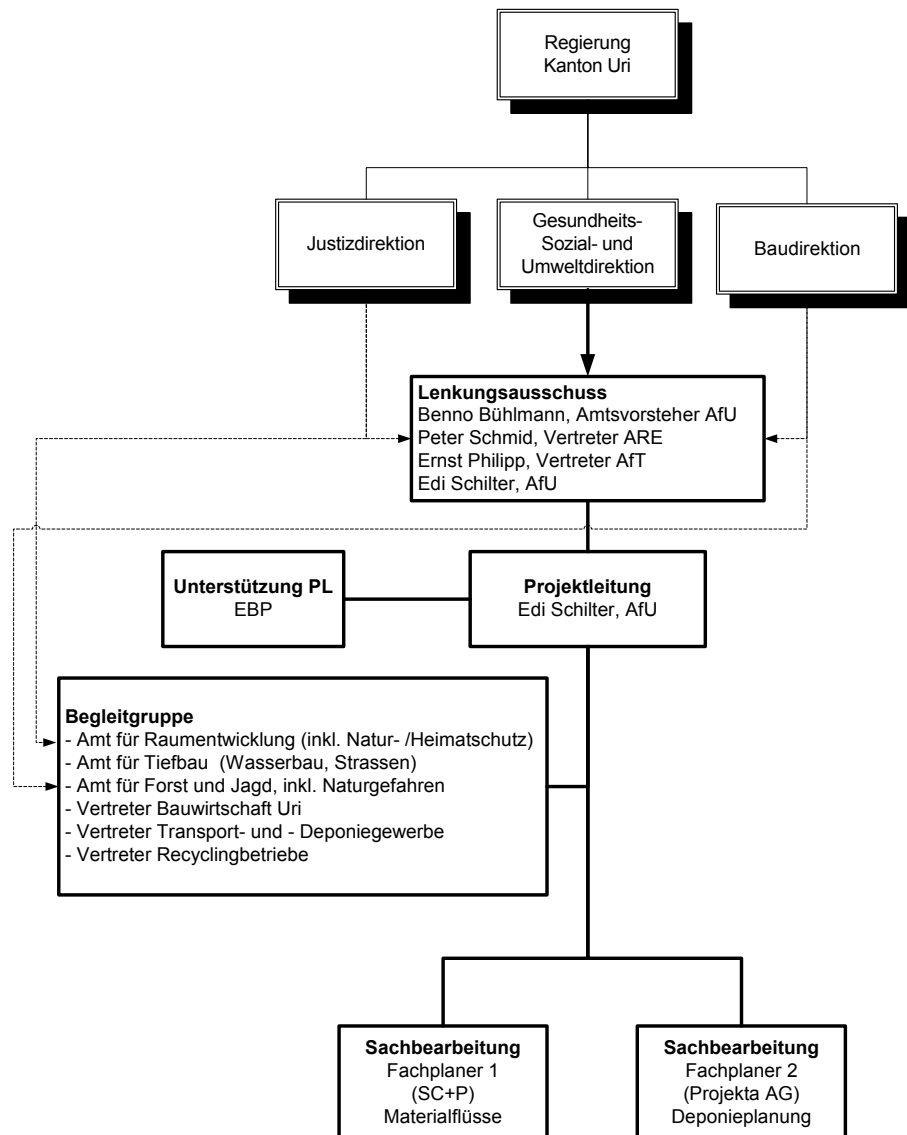 Regierung
Kanton Uri
Justizdirektion
Gesundheits-
Sozial- und
Umweltdirektion
Baudirektion
Lenkungsausschuss
Benno Bühlmann, Amtsvorsteher AfU
Peter Schmid, Vertreter ARE
Ernst Philipp, Vertreter AfT
Edi Schilter, AfU
Unterstützung PL
EBP
Projektleitung
Edi Schilter, AfU
Begleitgruppe
- Amt für Raumentwicklung (inkl. Natur- /Heimatschutz)
- Amt für Tiefbau (Wasserbau, Strassen)
- Amt für Forst und Jagd, inkl. Naturgefahren
- Vertreter Bauwirtschaft Uri
- Vertreter Transport- und - Deponiegewerbe
- Vertreter Recyclingbetriebe
Sachbearbeitung
Fachplaner 1
(SC+P)
Materialflüsse
Sachbearbeitung
Fachplaner 2
(Projekta AG)
Deponieplanung